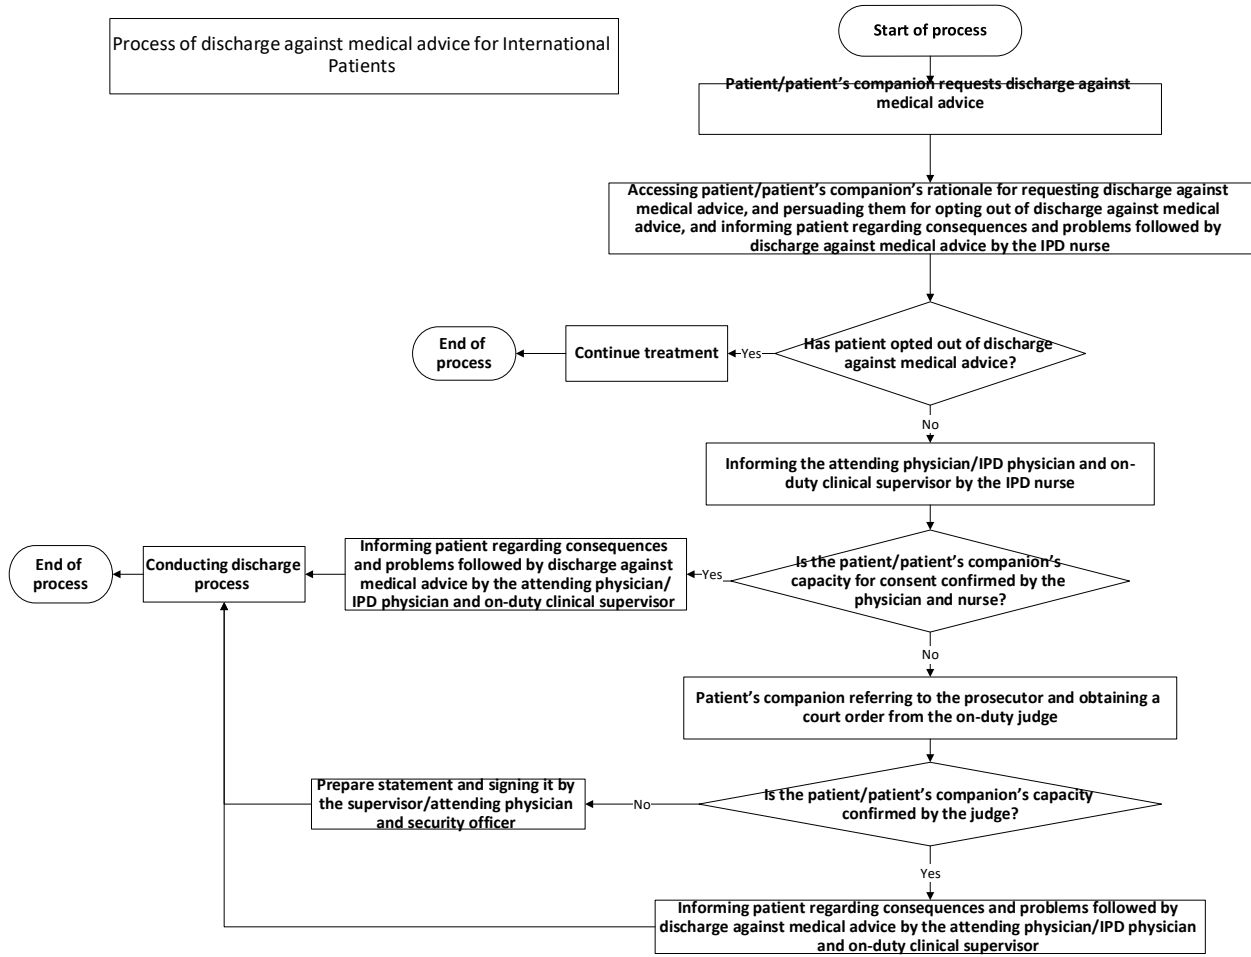 Process of discharge against medical advice for International
Patients
Start of process
Patient/patient's companion requests discharge against
medical advice
Accessing patient/patient's companion's rationale for requesting discharge against
medical advice, and persuading them for opting out of discharge against medical
advice, and informing patient regarding consequences and problems followed by
discharge against medical advice by the IPD nurse
Has patient opted out of discharge
against medical advice?
Yes
Continue treatment
End of
process
No
Informing the attending physician/IPD physician and on-
duty clinical supervisor by the IPD nurse
Is the patient/patient's companion's
capacity for consent confirmed by the
physician and nurse?
Yes
Informing patient regarding consequences
and problems followed by discharge against
medical advice by the attending physician/
IPD physician and on-duty clinical supervisor
Conducting discharge
process
End of
process
No
Patient's companion referring to the prosecutor and obtaining a
court order from the on-duty judge
Is the patient/patient's companion's capacity
confirmed by the judge?
No
Prepare statement and signing it by
the supervisor/attending physician
and security officer
Yes
Informing patient regarding consequences and problems followed by
discharge against medical advice by the attending physician/IPD physician
and on-duty clinical supervisor